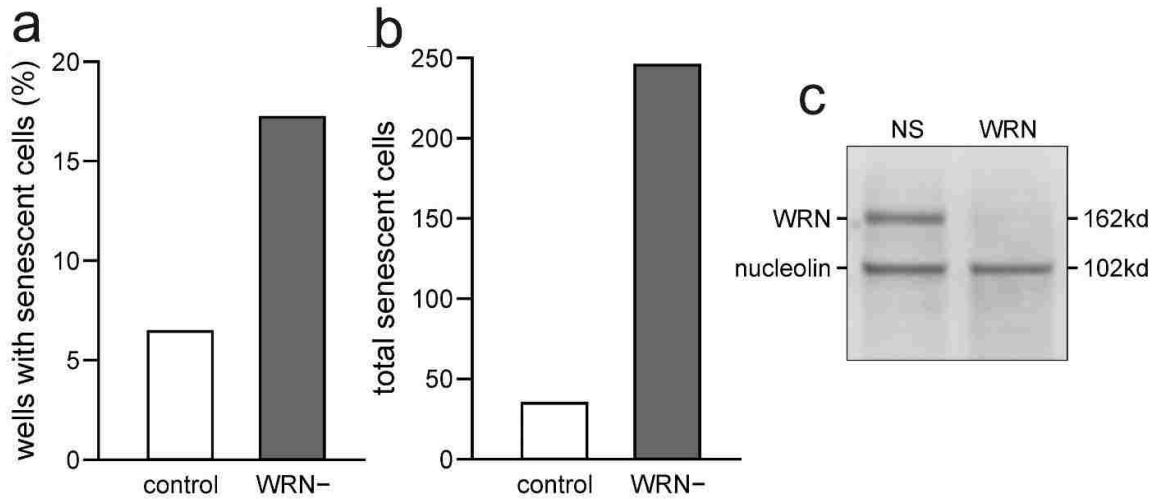 a
wells with senescent cells (%)
20
15
10
5
0
control WRN−
b
total senescent cells
250
200
150
100
50
0
control WRN−
c
NS WRN
WRN 162kd
nucleolin 102kd